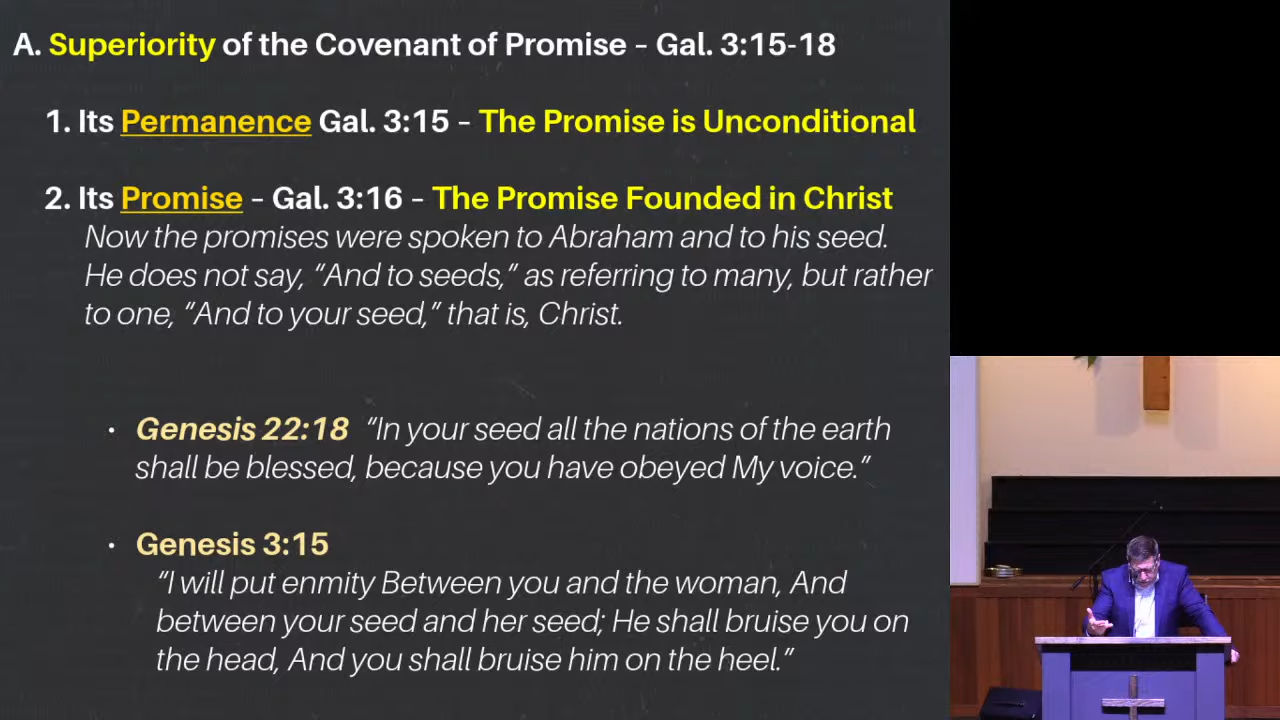 A. Superiority of the Covenant of Promise – Gal. 3:15-18
1. Its Permanence Gal. 3:15 – The Promise is Unconditional
2. Its Promise – Gal. 3:16 – The Promise Founded in Christ
Now the promises were spoken to Abraham and to his seed.
He does not say, “And to seeds,” as referring to many, but rather
to one, “And to your seed,” that is, Christ.
• Genesis 22:18 “In your seed all the nations of the earth
shall be blessed, because you have obeyed My voice.”
• Genesis 3:15
“I will put enmity Between you and the woman, And
between your seed and her seed; He shall bruise you on
the head, And you shall bruise him on the heel.”